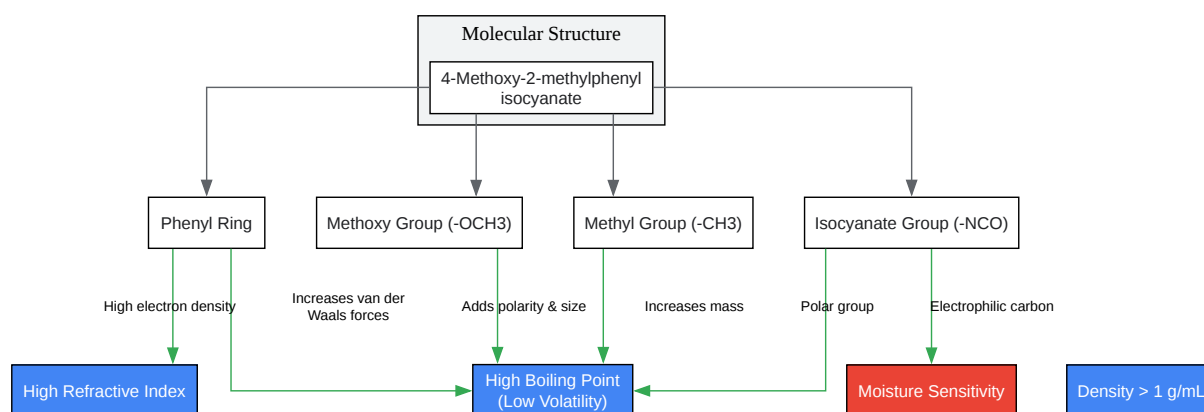 Molecular Structure
4-Methoxy-2-methylphenyl
isocyanate
Phenyl Ring
Methoxy Group (-OCH3)
Methyl Group (-CH3)
Isocyanate Group (-NCO)
High electron density
Increases van der
Waals forces
Adds polarity & size
Increases mass
Polar group
Electrophilic carbon
High Refractive Index
High Boiling Point
(Low Volatility)
Moisture Sensitivity
Density > 1 g/mL